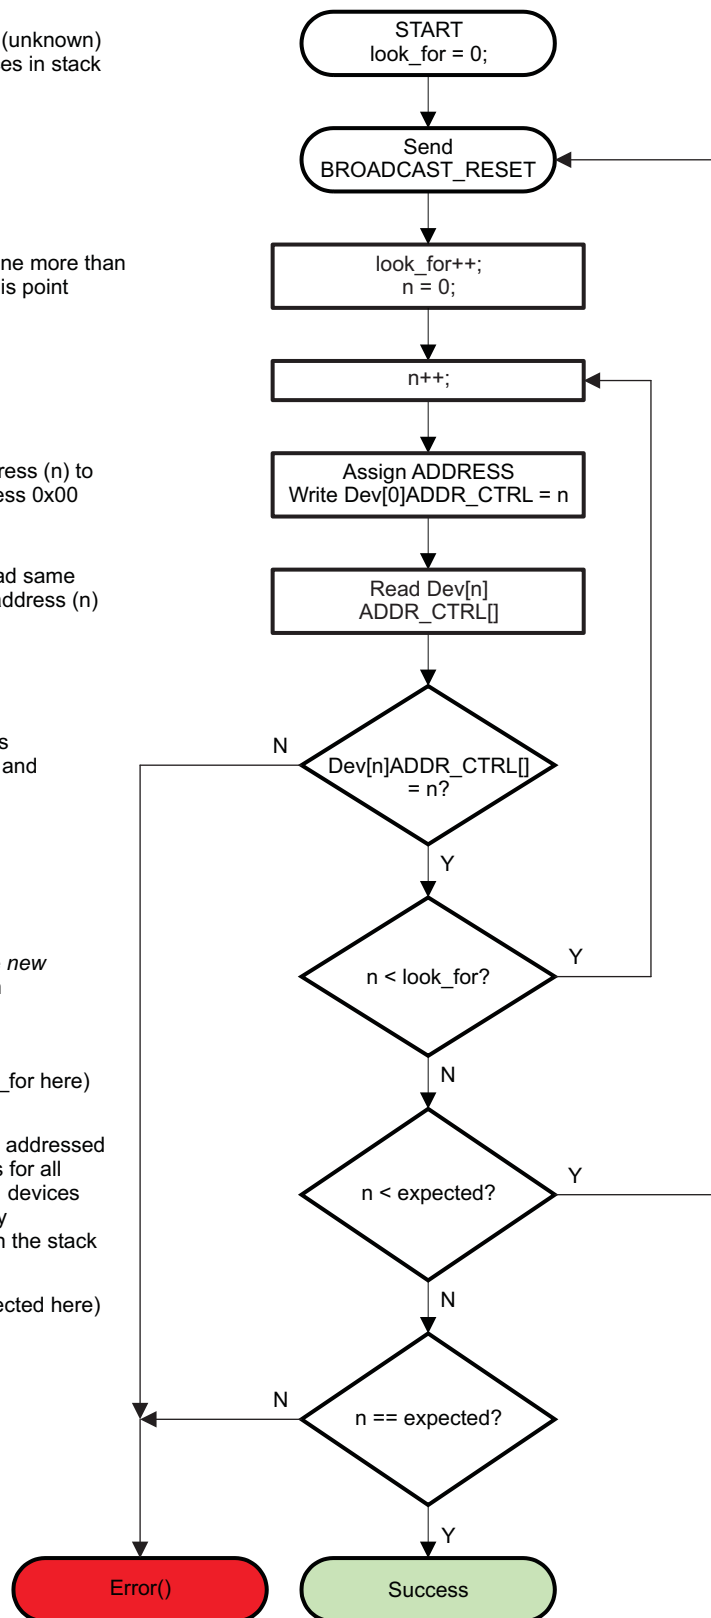 START
look_for = 0;
(unknown)
es in stack
Send
BROADCAST_RESET
ne more than
is point
look_for++;
n = 0;
n++;
ress (n) to
ess 0x00
Assign ADDRESS
Write Dev[0]ADDR_CTRL = n
ad same
address (n)
Read Dev[n]
ADDR_CTRL[]
s
and
N
Dev[n]ADDR_CTRL[]
= n?
Y
new
n
n < look_for?
Y
N
_for here)
addressed
s for all
devices
y
n the stack
n < expected?
Y
N
ected here)
N
n == expected?
Y
Error()
Success